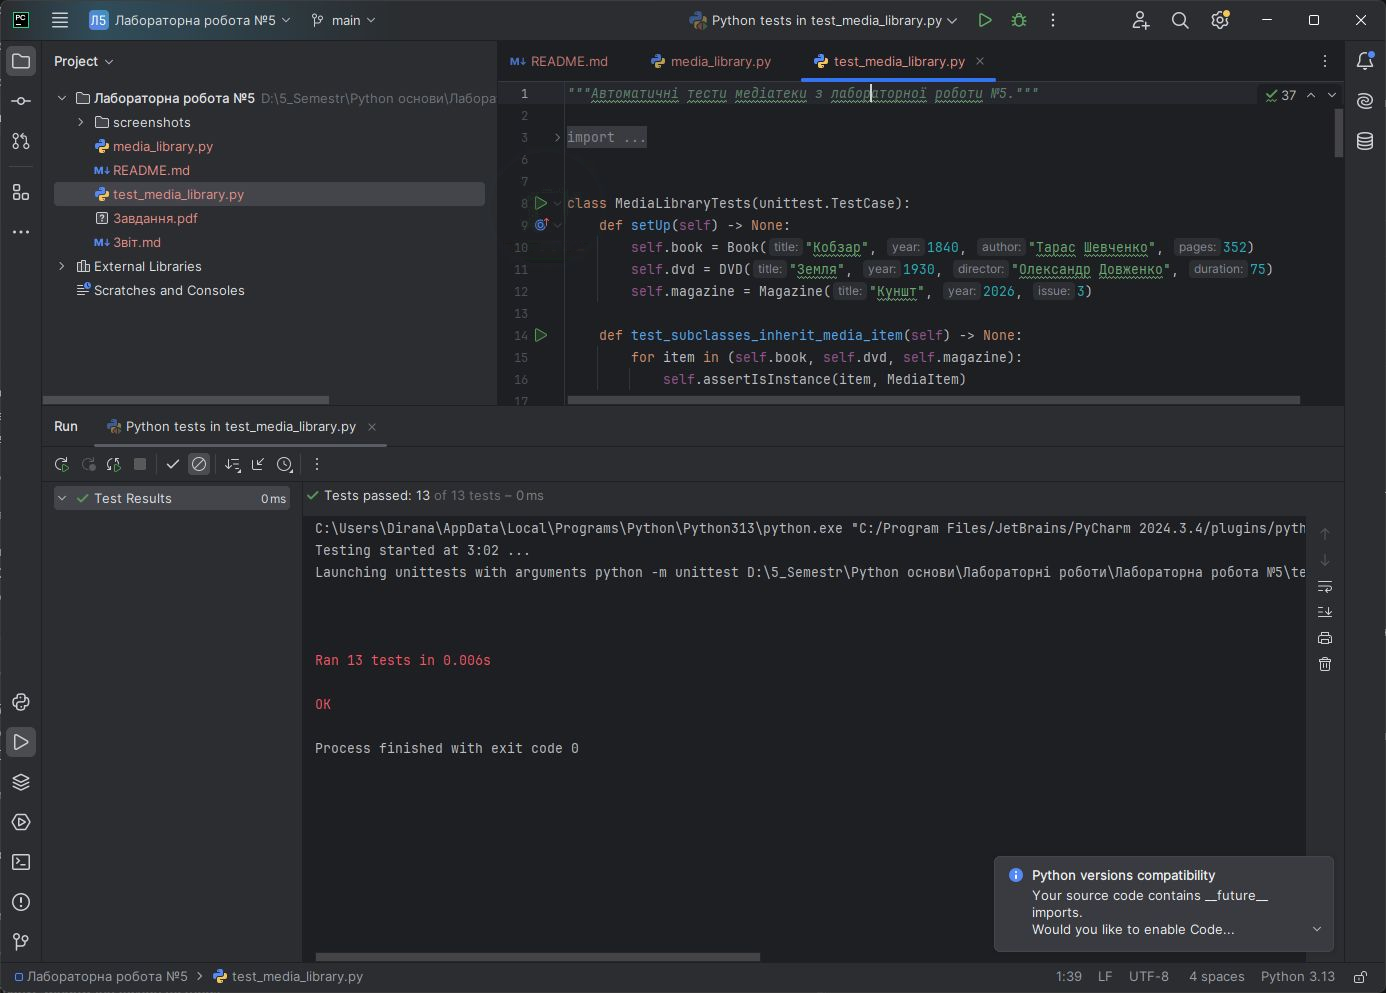 PC Л5 Лабораторна робота №5 main Python tests in test_media_library.py
Project
Лабораторна робота №5 D:\5_Semestr\Python основи\Лабора
screenshots
media_library.py
README.md
test_media_library.py
Завдання.pdf
Звіт.md
External Libraries
Scratches and Consoles
README.md media_library.py test_media_library.py
37
1 """Автоматичні тести медіатеки з лабораторної роботи №5."""
2
3 import ...
6
7
8 class MediaLibraryTests(unittest.TestCase):
9 def setUp(self) -> None:
10 self.book = Book( title: "Кобзар", year: 1840, author: "Тарас Шевченко", pages: 352)
11 self.dvd = DVD( title: "Земля", year: 1930, director: "Олександр Довженко", duration: 75)
12 self.magazine = Magazine( title: "Куншт", year: 2026, issue: 3)
13
14 def test_subclasses_inherit_media_item(self) -> None:
15 for item in (self.book, self.dvd, self.magazine):
16 self.assertIsInstance(item, MediaItem)
17
Run Python tests in test_media_library.py
Test Results 0 ms
Tests passed: 13 of 13 tests – 0 ms
C:\Users\Dirana\AppData\Local\Programs\Python\Python313\python.exe "C:/Program Files/JetBrains/PyCharm 2024.3.4/plugins/pyth
Testing started at 3:02 ...
Launching unittests with arguments python -m unittest D:\5_Semestr\Python основи\Лабораторні роботи\Лабораторна робота №5\te
Ran 13 tests in 0.006s
OK
Process finished with exit code 0
Python versions compatibility
Your source code contains __future__
imports.
Would you like to enable Code...
Лабораторна робота №5 test_media_library.py 1:39 LF UTF-8 4 spaces Python 3.13